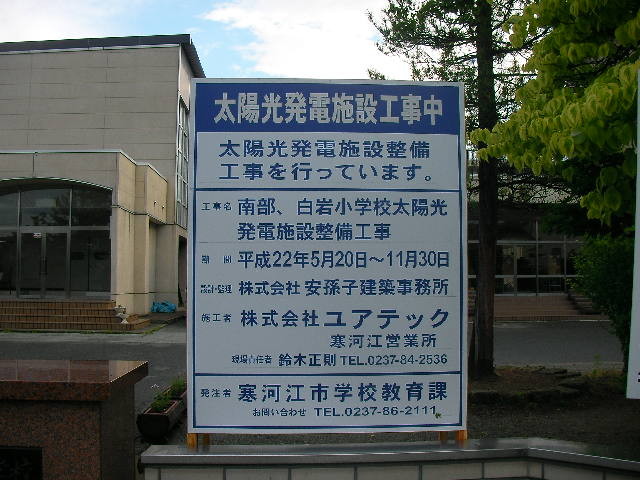 太陽光発電施設工事中
太陽光発電施設整備
工事を行っています。
工事名 南部、白岩小学校太陽光
発電施設整備工事
期間 平成22年5月20日～11月30日
設計・監理 株式会社 安孫子建築事務所
施工者 株式会社ユアテック
寒河江営業所
現場責任者 鈴木正則 TEL.0237-84-2536
発注者 寒河江市学校教育課
お問い合わせ TEL.0237-86-2111